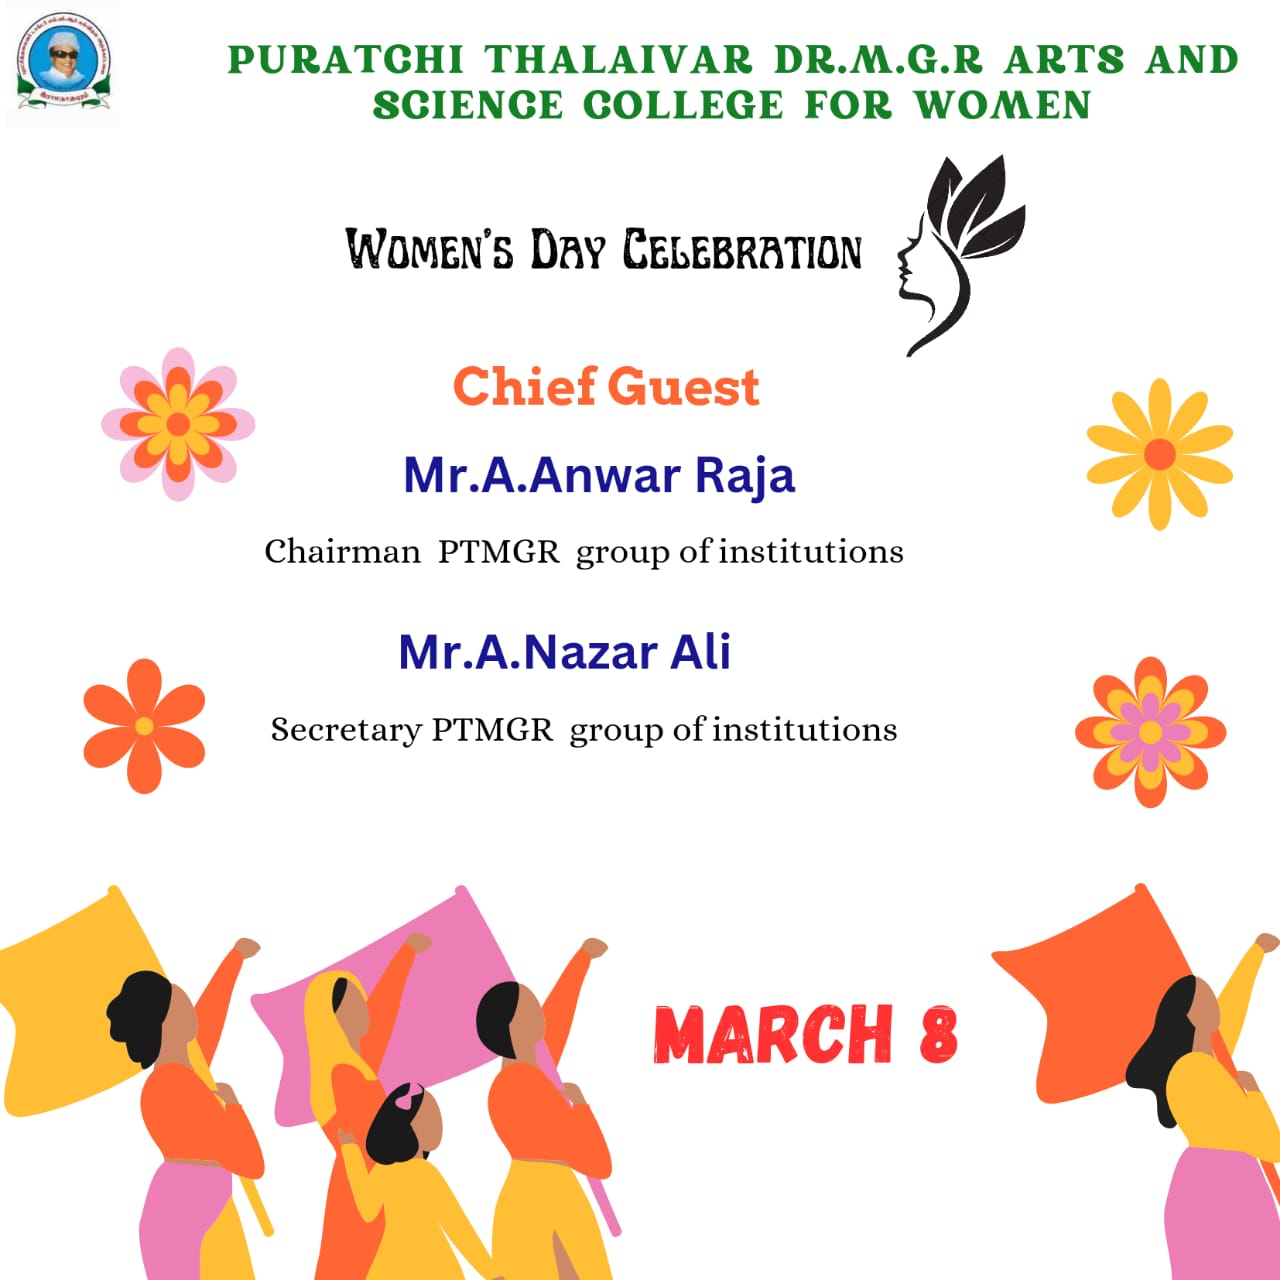 PURATCHI THALAIVAR DR.M.G.R ARTS AND
SCIENCE COLLEGE FOR WOMEN
WOMEN'S DAY CELEBRATION
Chief Guest
Mr.A.Anwar Raja
Chairman PTMGR group of institutions
Mr.A.Nazar Ali
Secretary PTMGR group of institutions
MARCH 8